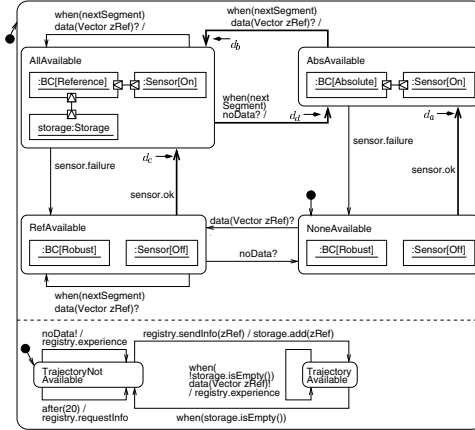 when(nextSegment)
data(Vector zRef)? /
when(nextSegment)
data(Vector zRef)? /
d_b
AllAvailable
:BC[Reference]
:Sensor[On]
storage:Storage
when(next
Segment)
noData? /
d_d
AbsAvailable
:BC[Absolute]
:Sensor[On]
d_a
sensor.failure
d_c
sensor.ok
sensor.failure
sensor.ok
RefAvailable
:BC[Robust]
:Sensor[Off]
data(Vector zRef)?
noData?
NoneAvailable
:BC[Robust]
:Sensor[Off]
when(nextSegment)
data(Vector zRef)?
noData! /
registry.experience
registry.sendInfo(zRef) / storage.add(zRef)
TrajectoryNot
Available
when(
!storage.isEmpty())
data(Vector zRef)!
/ registry.experience
Trajectory
Available
after(20) /
registry.requestInfo
when(storage.isEmpty())